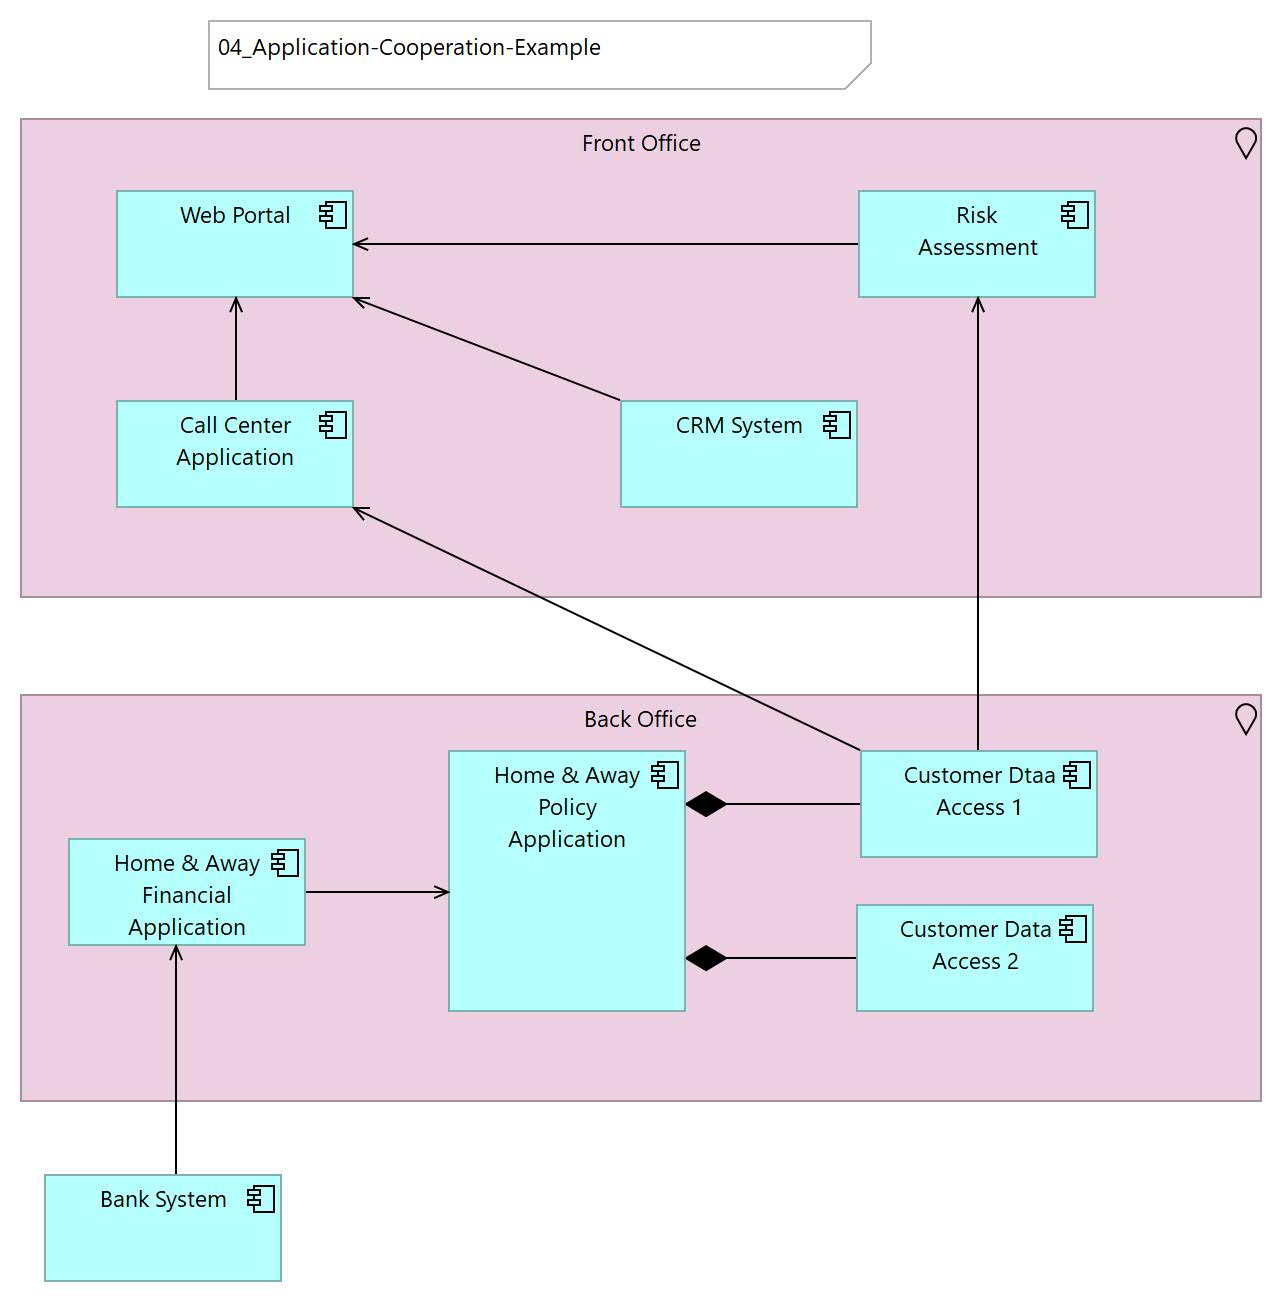 04_Application-Cooperation-Example
Front Office
Web Portal
Risk
Assessment
Call Center
Application
CRM System
Back Office
Home & Away
Policy
Application
Customer Dtaa
Access 1
Home & Away
Financial
Application
Customer Data
Access 2
Bank System